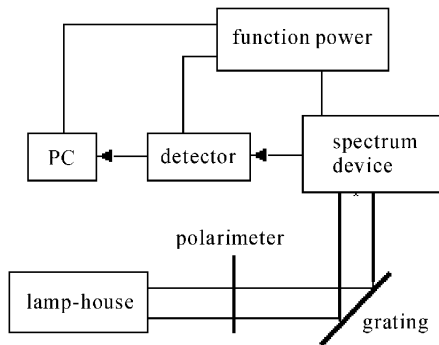 function power
PC
detector
spectrum
device
polarimeter
lamp-house
grating